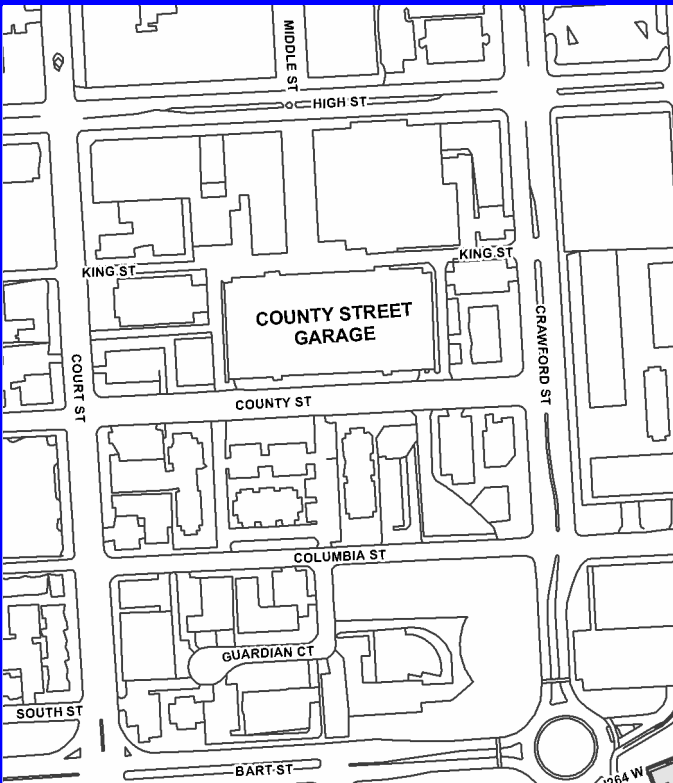 MIDDLE ST
HIGH ST
KING ST
KING ST
COUNTY STREET
GARAGE
CRAWFORD ST
COURT ST
COUNTY ST
COLUMBIA ST
GUARDIAN CT
SOUTH ST
BART ST
I264 W